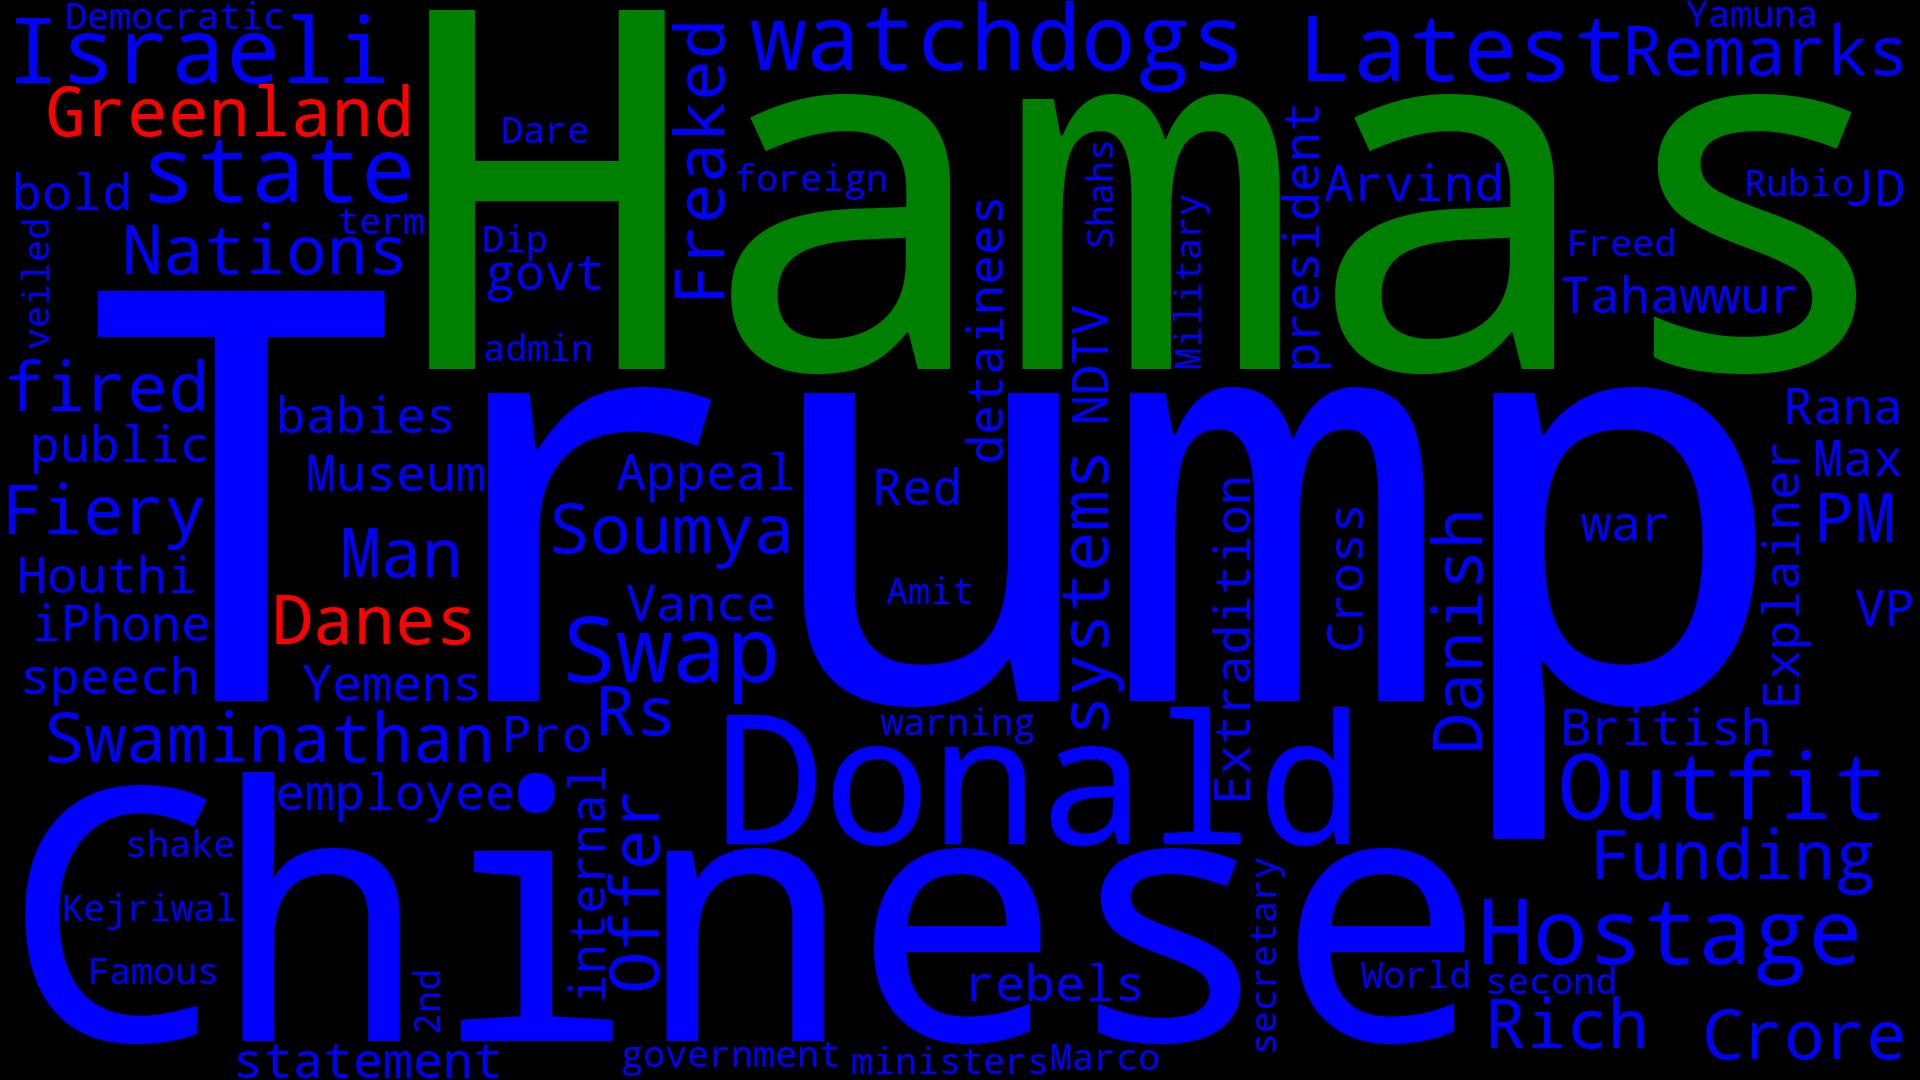 Democratic
Israeli
Greenland
Hamas
Freaked
watchdogs
Latest
Yamuna
Remarks
Dare
state
bold
term
Nations
veiled
Dip
govt
admin
foreign
detainees
Shahs
Military
president
Arvind
Rubio
JD
Freed
Tahawwur
NDTV
Trump
fired
public
Fiery
Houthi
iPhone
speech
babies
Museum
Man
Danes
Yemens
Appeal
Soumya
Vance
Swap
Rs
Red
Amit
systems
Extradition
Cross
Danish
war
Rana
Max
PM
Explainer
VP
Swaminathan
Pro
employee
warning
Donald
British
Outfit
Funding
Chinese
shake
Kejriwal
Famous
2nd
internal
Offer
rebels
secretary
World
Hostage
second
Rich
Crore
statement
government
ministers
Marco